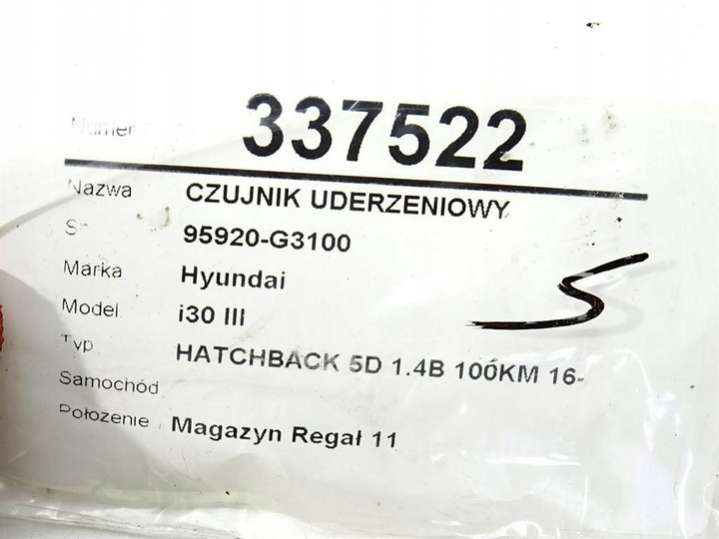 Numer 337522
Nazwa CZUJNIK UDERZENIOWY
95920-G3100
Marka Hyundai
Model i30 III
Typ HATCHBACK 5D 1.4B 100KM 16-
Samochód
Położenie Magazyn Regał 11